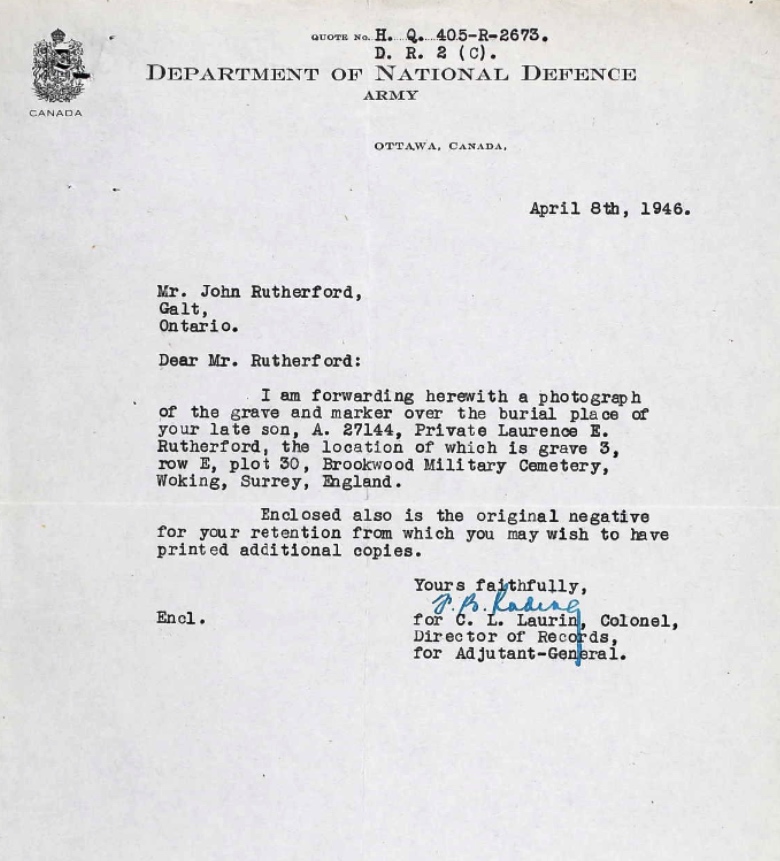 QUOTE No. H. Q. 405-R-2673.
D. R. 2 (C).
DEPARTMENT OF NATIONAL DEFENCE
ARMY
CANADA
OTTAWA, CANADA,
April 8th, 1946.
Mr. John Rutherford,
Galt,
Ontario.
Dear Mr. Rutherford:
I am forwarding herewith a photograph
of the grave and marker over the burial place of
your late son, A. 27144, Private Laurence E.
Rutherford, the location of which is grave 3,
row E, plot 30, Brookwood Military Cemetery,
Woking, Surrey, England.
Enclosed also is the original negative
for your retention from which you may wish to have
printed additional copies.
Yours faithfully,
Encl.
for C. L. Laurin, Colonel,
Director of Records,
for Adjutant-General.